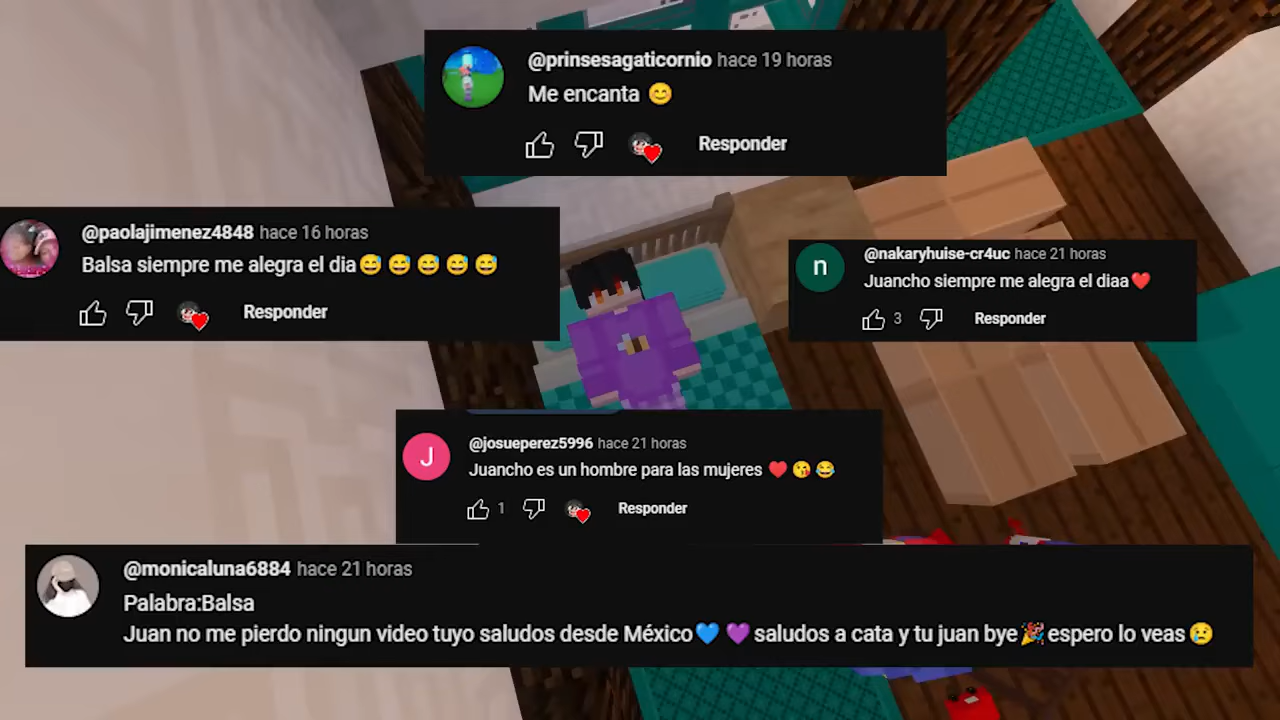 @prinsesagaticornio hace 19 horas
Me encanta 😊
Responder
@paolajimenez4848 hace 16 horas
Balsa siempre me alegra el dia😅 😅 😅 😅 😅
Responder
n
@nakaryhuise-cr4uc hace 21 horas
Juancho siempre me alegra el diaa❤️
3 Responder
J
@josueperez5996 hace 21 horas
Juancho es un hombre para las mujeres ❤️ 😘 😂
1 Responder
@monicaluna6884 hace 21 horas
Palabra:Balsa
Juan no me pierdo ningun video tuyo saludos desde México💙 💜 saludos a cata y tu juan bye🎉espero lo veas😢